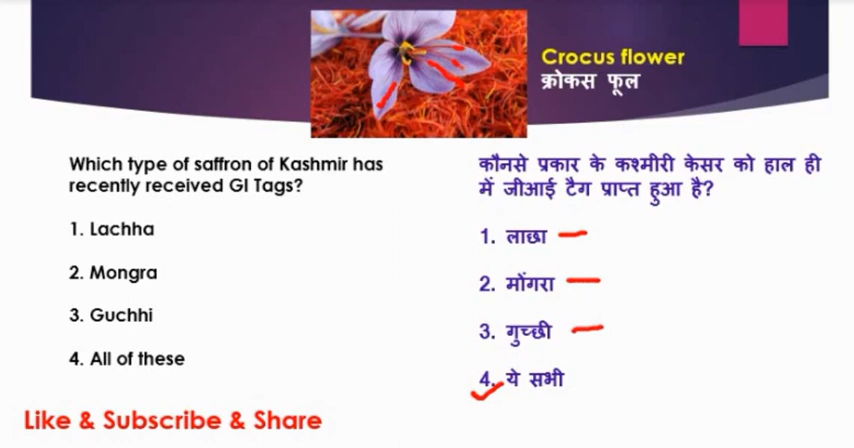 Crocus flower
क्रोकस फूल
Which type of saffron of Kashmir has
recently received GI Tags?
1. Lachha
2. Mongra
3. Guchhi
4. All of these
कौनसे प्रकार के कश्मीरी केसर को हाल ही
में जीआई टैग प्राप्त हुआ है?
1. लाछा
2. मोंगरा
3. गुच्छी
4. ये सभी
Like & Subscribe & Share